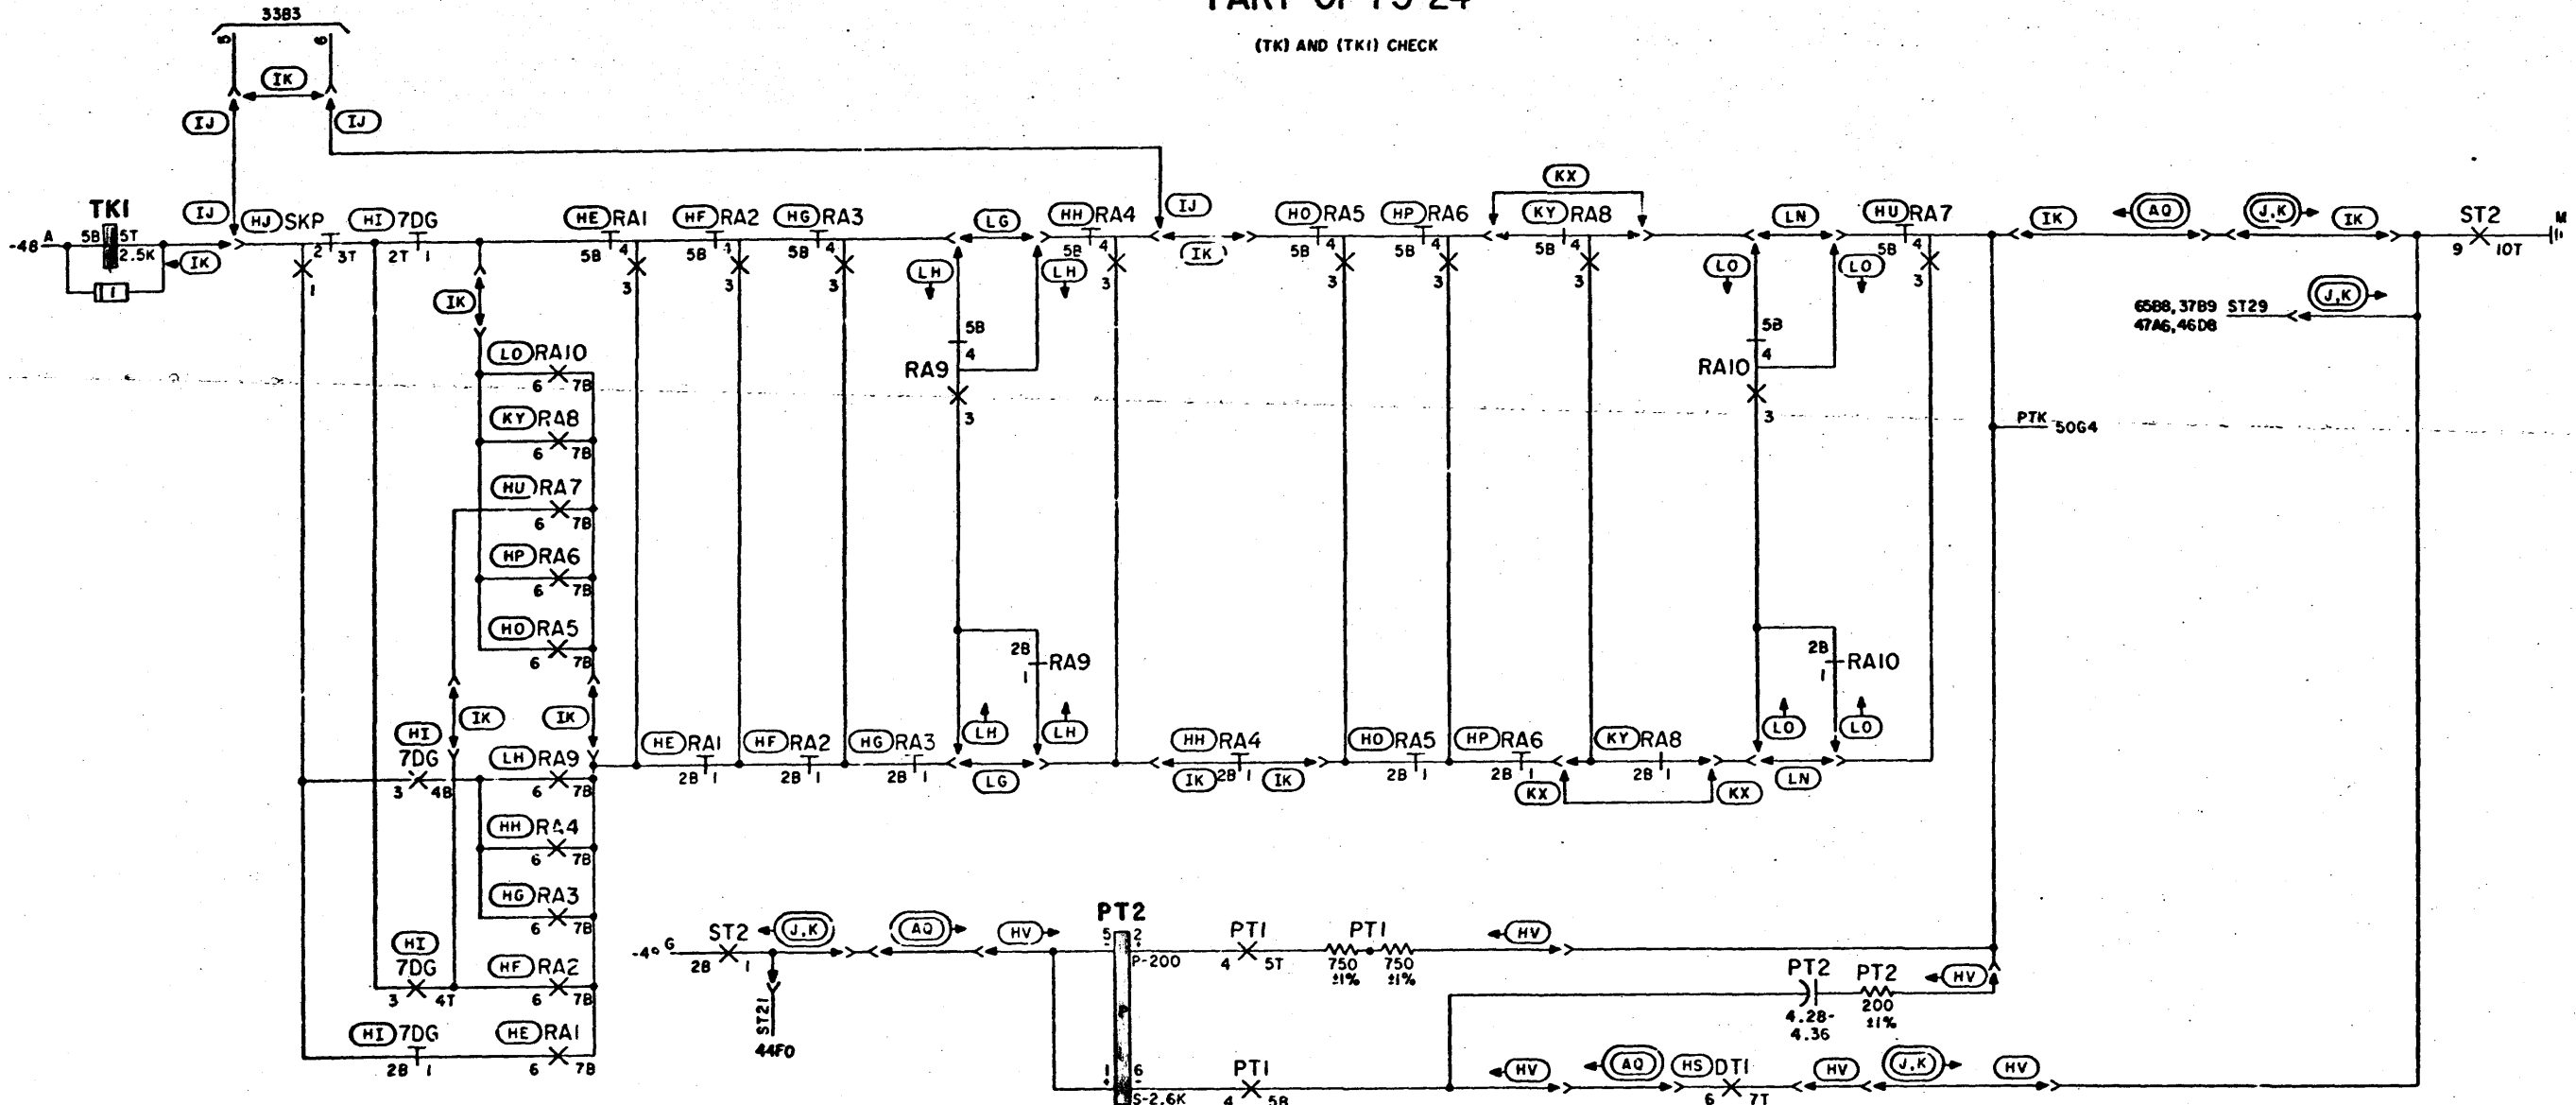 PART OF FS 24
(TK) AND (TK1) CHECK
33B3
5 6
IK
IJ IJ
KX
TK1 IJ HJ SKP HI 7DG HE RA1 HF RA2 HG RA3 LG HH RA4 IJ HO RA5 HP RA6 KY RA8 LN HU RA7 IK AQ J,K IK ST2 M
-48 A 5B 5T 2.5K IK 2 3T 2T 1 5B 4 5B 4 5B 4 5B 4 IK 5B 4 5B 4 5B 4 5B 4 9 10T
1 1 3 3 3 LH LH 3 3 3 3 LO LO 3
IK
65B8, 37B9 ST29 J,K
47A6, 46D8
5B 5B
4 4
LO RA10 RA9 RA10
6 7B 3 3
KY RA8 PTK 50G4
6 7B
HU RA7
6 7B
HP RA6
6 7B
HO RA5 2B RA9 2B RA10
6 7B 1 1
IK IK LH LH LO LO
HI 7DG LH RA9 HE RA1 HF RA2 HG RA3 HH RA4 HO RA5 HP RA6 KY RA8
3 4B 6 7B 2B 1 2B 1 2B 1 LG IK 2B 1 IK 2B 1 2B 1 KX 2B 1 KX LN
HH RA4
6 7B
HG RA3
6 7B
PT2
HI 7DG ST2 J,K AQ HV 5 2 PT1 PT1 HV
-48 G 2B 1 P-200 4 5T 750 ±1% 750 ±1%
HF RA2 PT2 PT2 HV
3 4T 6 7B 4.28-4.36 200 ±1%
ST21
44F0
P
HI 7DG HE RA1 1 6 PT1 HV AQ HS DT1 HV J,K HV
2B 1 6 7B S-2.6K 4 5B 6 7T